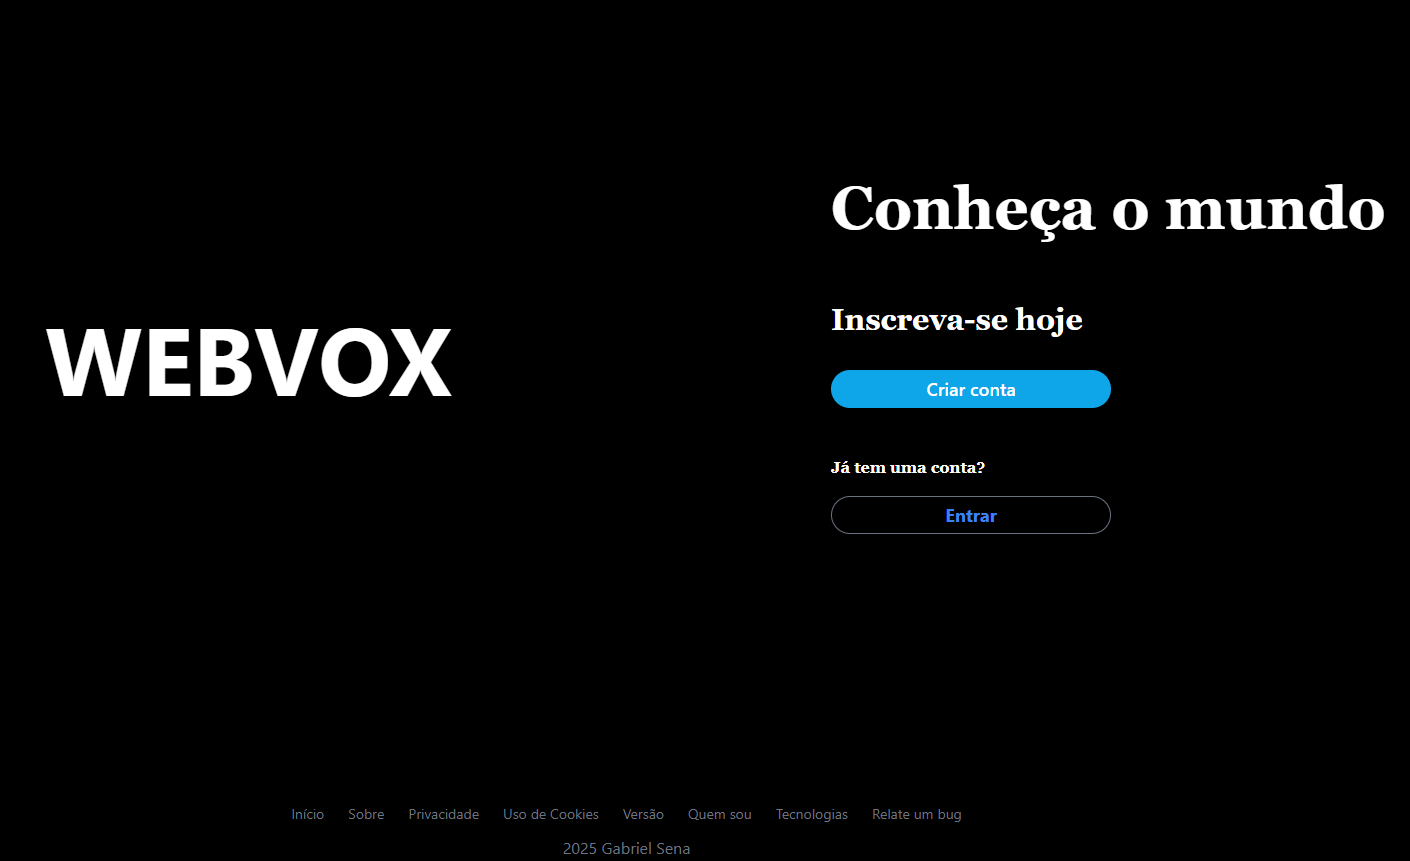 WEBVOX
Conheça o mundo
Inscreva-se hoje
Criar conta
Já tem uma conta?
Entrar
Início Sobre Privacidade Uso de Cookies Versão Quem sou Tecnologias Relate um bug
2025 Gabriel Sena